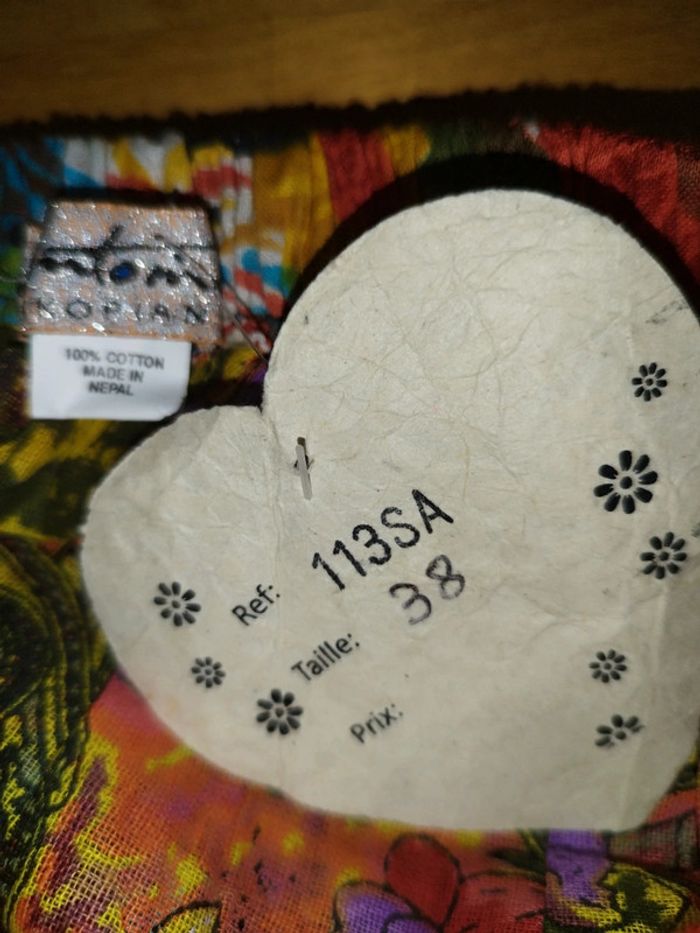 KOPIAN
100% COTTON
MADE IN
NEPAL
Ref: 113SA
Taille: 38
Prix: